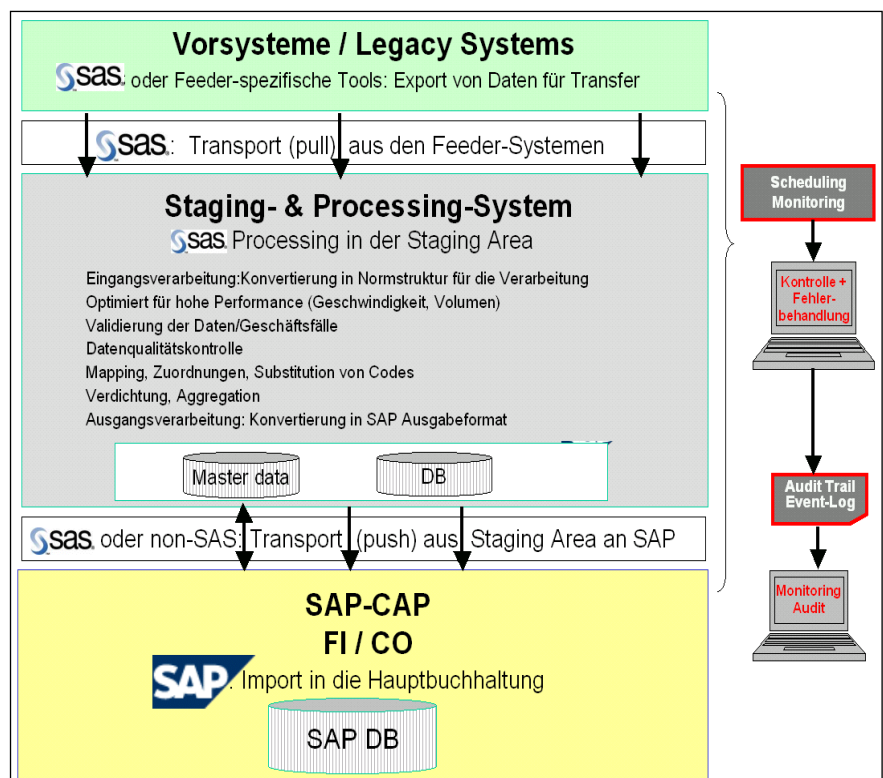 Vorsysteme / Legacy Systems
sas. oder Feeder-spezifische Tools: Export von Daten für Transfer
sas.: Transport (pull) aus den Feeder-Systemen
Staging- & Processing-System
sas. Processing in der Staging Area
Eingangsverarbeitung:Konvertierung in Normstruktur für die Verarbeitung
Optimiert für hohe Performance (Geschwindigkeit, Volumen)
Validierung der Daten/Geschäftsfälle
Datenqualitätskontrolle
Mapping, Zuordnungen, Substitution von Codes
Verdichtung, Aggregation
Ausgangsverarbeitung: Konvertierung in SAP Ausgabeformat
Master data
DB
sas. oder non-SAS: Transport (push) aus Staging Area an SAP
SAP-CAP
FI / CO
SAP: Import in die Hauptbuchhaltung
SAP DB
Scheduling
Monitoring
Kontrolle +
Fehler-
behandlung
Audit Trail
Event-Log
Monitoring
Audit